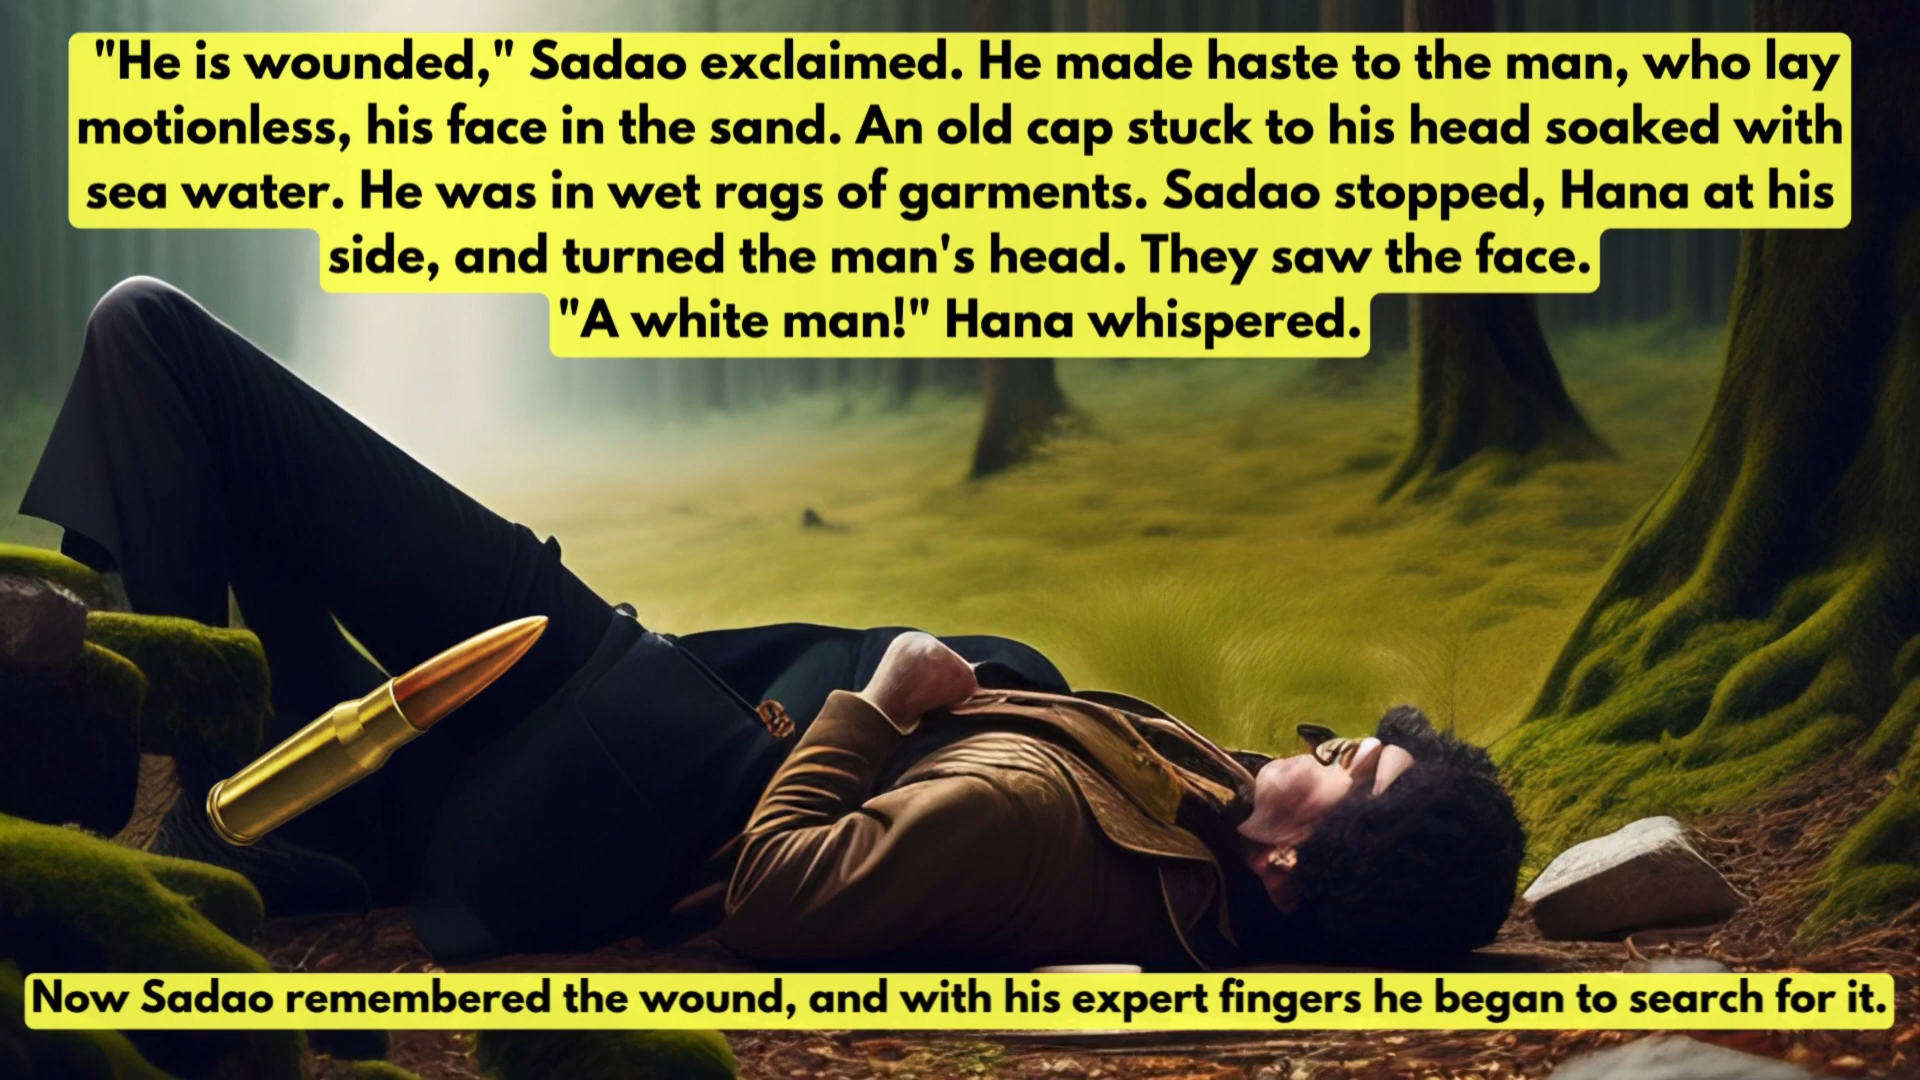 "He is wounded," Sadao exclaimed. He made haste to the man, who lay
motionless, his face in the sand. An old cap stuck to his head soaked with
sea water. He was in wet rags of garments. Sadao stopped, Hana at his
side, and turned the man's head. They saw the face.
"A white man!" Hana whispered.
Now Sadao remembered the wound, and with his expert fingers he began to search for it.